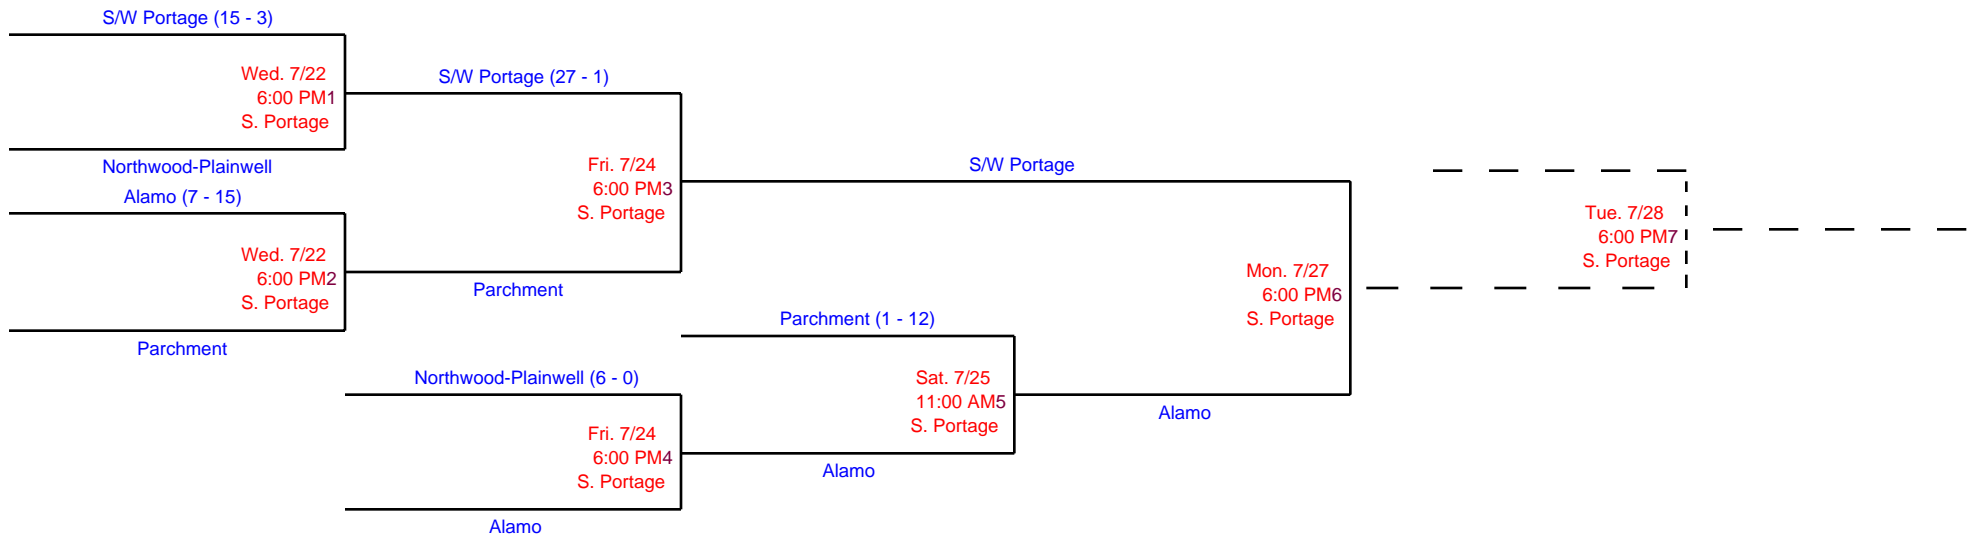 S/W Portage (15 - 3)
Wed. 7/22
6:00 PM1
S. Portage
Northwood-Plainwell
Alamo (7 - 15)
Wed. 7/22
6:00 PM2
S. Portage
Parchment
S/W Portage (27 - 1)
Fri. 7/24
6:00 PM3
S. Portage
Parchment
Northwood-Plainwell (6 - 0)
Fri. 7/24
6:00 PM4
S. Portage
Alamo
Parchment (1 - 12)
Sat. 7/25
11:00 AM5
S. Portage
Alamo
S/W Portage
Mon. 7/27
6:00 PM6
S. Portage
Alamo
Tue. 7/28
6:00 PM7
S. Portage